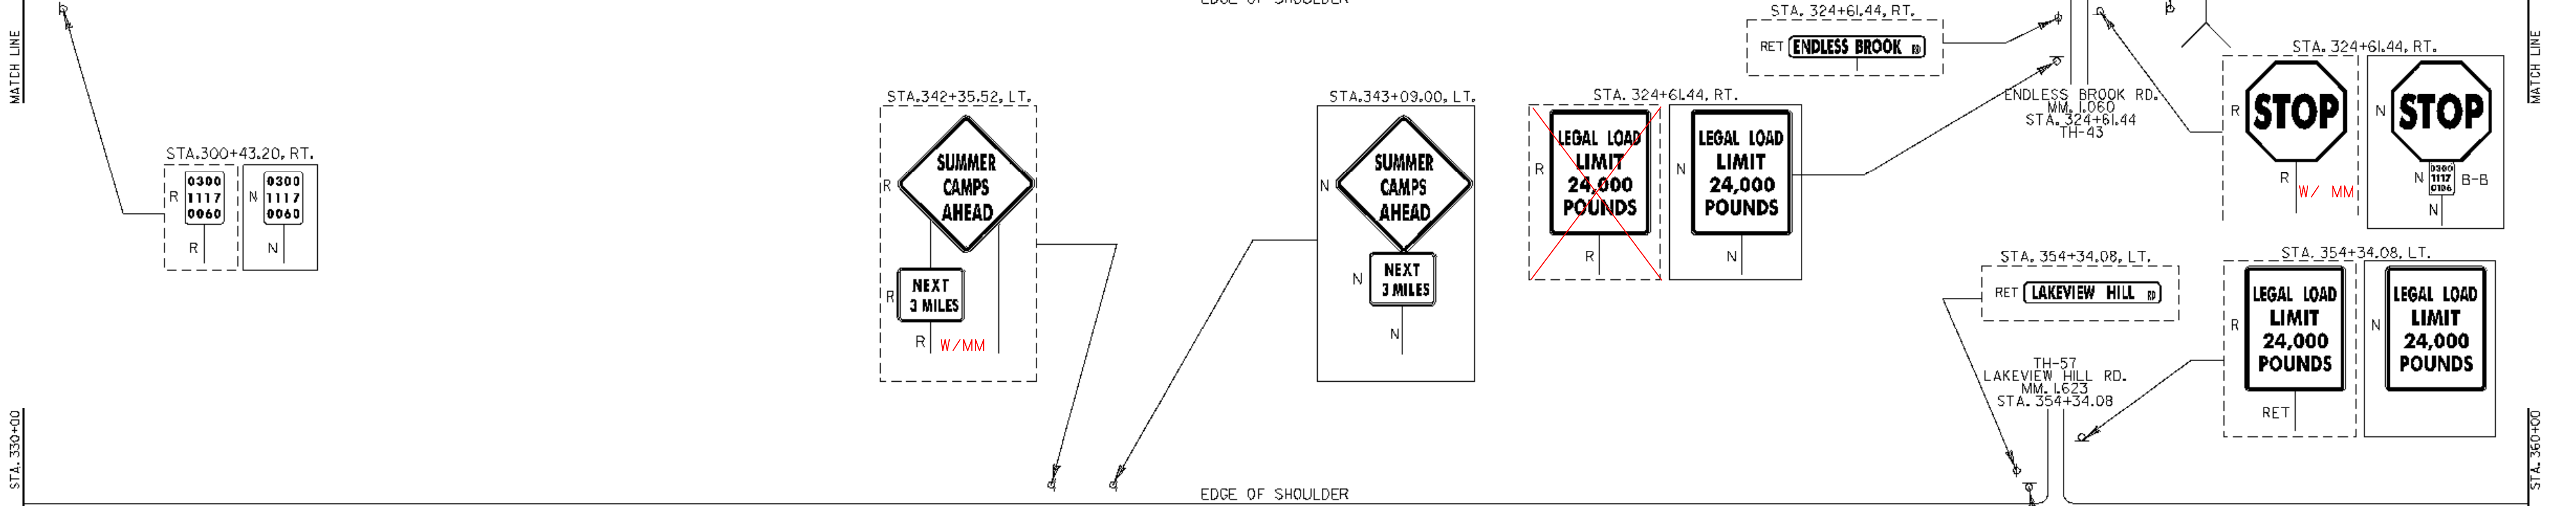 EDGE OF SHOULDER
MATCH LINE
STA. 330+00
STA.300+43.20, RT.
R
0300
1117
0060
R
N
0300
1117
0060
N
STA.342+35.52, LT.
R
SUMMER
CAMPS
AHEAD
R
NEXT
3 MILES
R
W/MM
STA.343+09.00, LT.
N
SUMMER
CAMPS
AHEAD
N
NEXT
3 MILES
N
STA. 324+61.44, RT.
R
LEGAL LOAD
LIMIT
24,000
POUNDS
R
N
LEGAL LOAD
LIMIT
24,000
POUNDS
N
STA. 324+61.44, RT.
RET
ENDLESS BROOK RD
ENDLESS BROOK RD.
MM. 1.060
STA. 324+61.44
TH-43
STA. 324+61.44, RT.
R
STOP
R
W/ MM
N
STOP
N
0300
1117
0106
B-B
N
STA. 354+34.08, LT.
RET
LAKEVIEW HILL RD
TH-57
LAKEVIEW HILL RD.
MM. 1.623
STA. 354+34.08
STA. 354+34.08, LT.
R
LEGAL LOAD
LIMIT
24,000
POUNDS
RET
N
LEGAL LOAD
LIMIT
24,000
POUNDS
MATCH LINE
STA. 360+00
EDGE OF SHOULDER